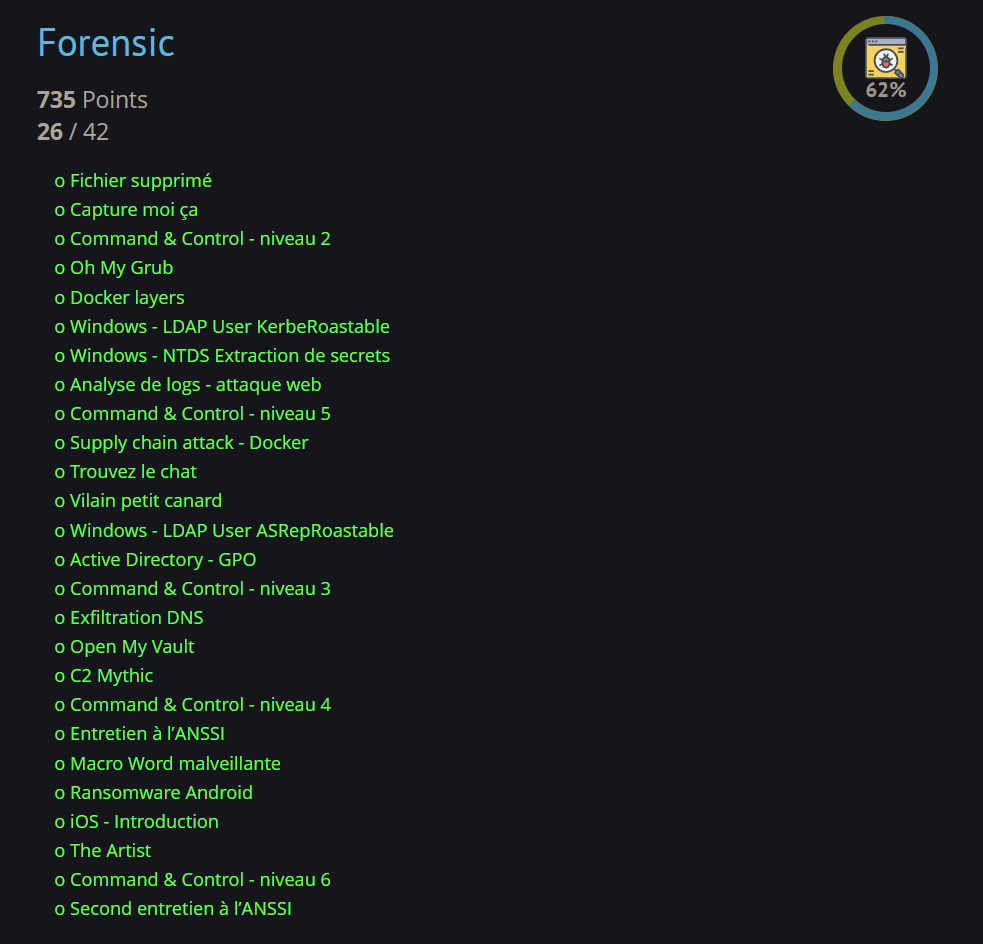 Forensic
62%
735 Points
26 / 42
o Fichier supprimé
o Capture moi ça
o Command & Control - niveau 2
o Oh My Grub
o Docker layers
o Windows - LDAP User KerbeRoastable
o Windows - NTDS Extraction de secrets
o Analyse de logs - attaque web
o Command & Control - niveau 5
o Supply chain attack - Docker
o Trouvez le chat
o Vilain petit canard
o Windows - LDAP User ASRepRoastable
o Active Directory - GPO
o Command & Control - niveau 3
o Exfiltration DNS
o Open My Vault
o C2 Mythic
o Command & Control - niveau 4
o Entretien à l’ANSSI
o Macro Word malveillante
o Ransomware Android
o iOS - Introduction
o The Artist
o Command & Control - niveau 6
o Second entretien à l’ANSSI